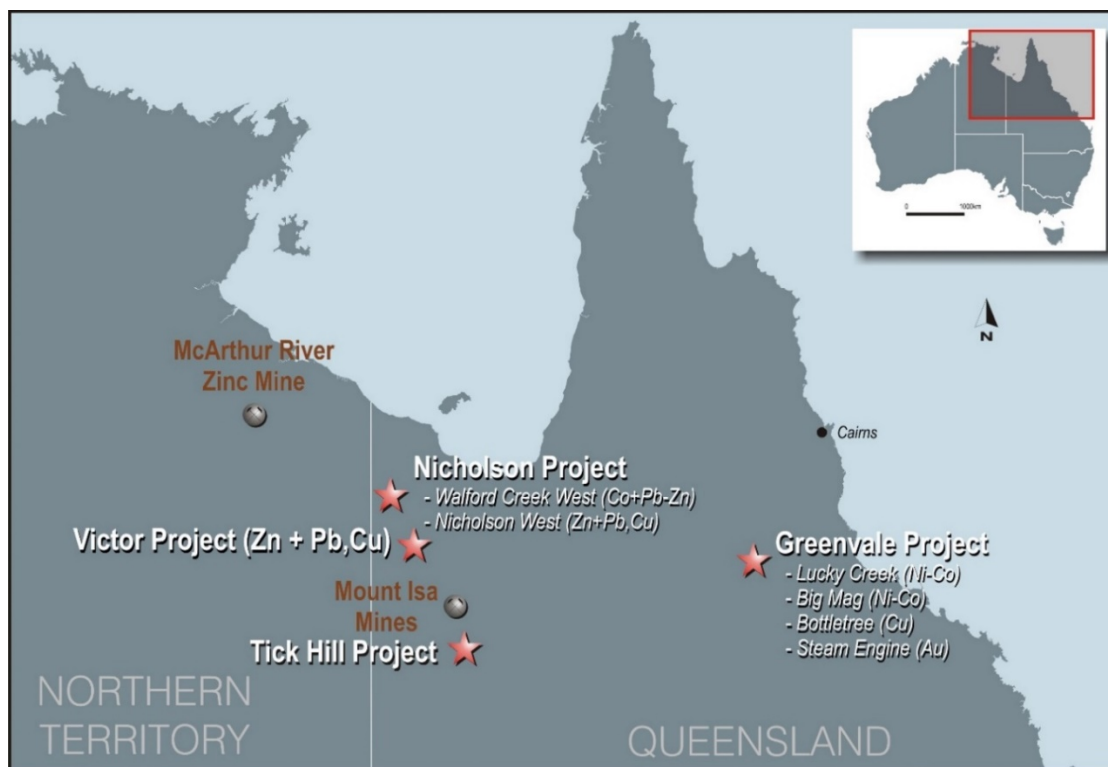 0
1000km
N
McArthur River
Zinc Mine
Cairns
Nicholson Project
- Walford Creek West (Co+Pb-Zn)
- Nicholson West (Zn+Pb,Cu)
Victor Project (Zn + Pb,Cu)
Greenvale Project
- Lucky Creek (Ni-Co)
- Big Mag (Ni-Co)
- Bottletree (Cu)
- Steam Engine (Au)
Mount Isa
Mines
Tick Hill Project
NORTHERN
TERRITORY
QUEENSLAND